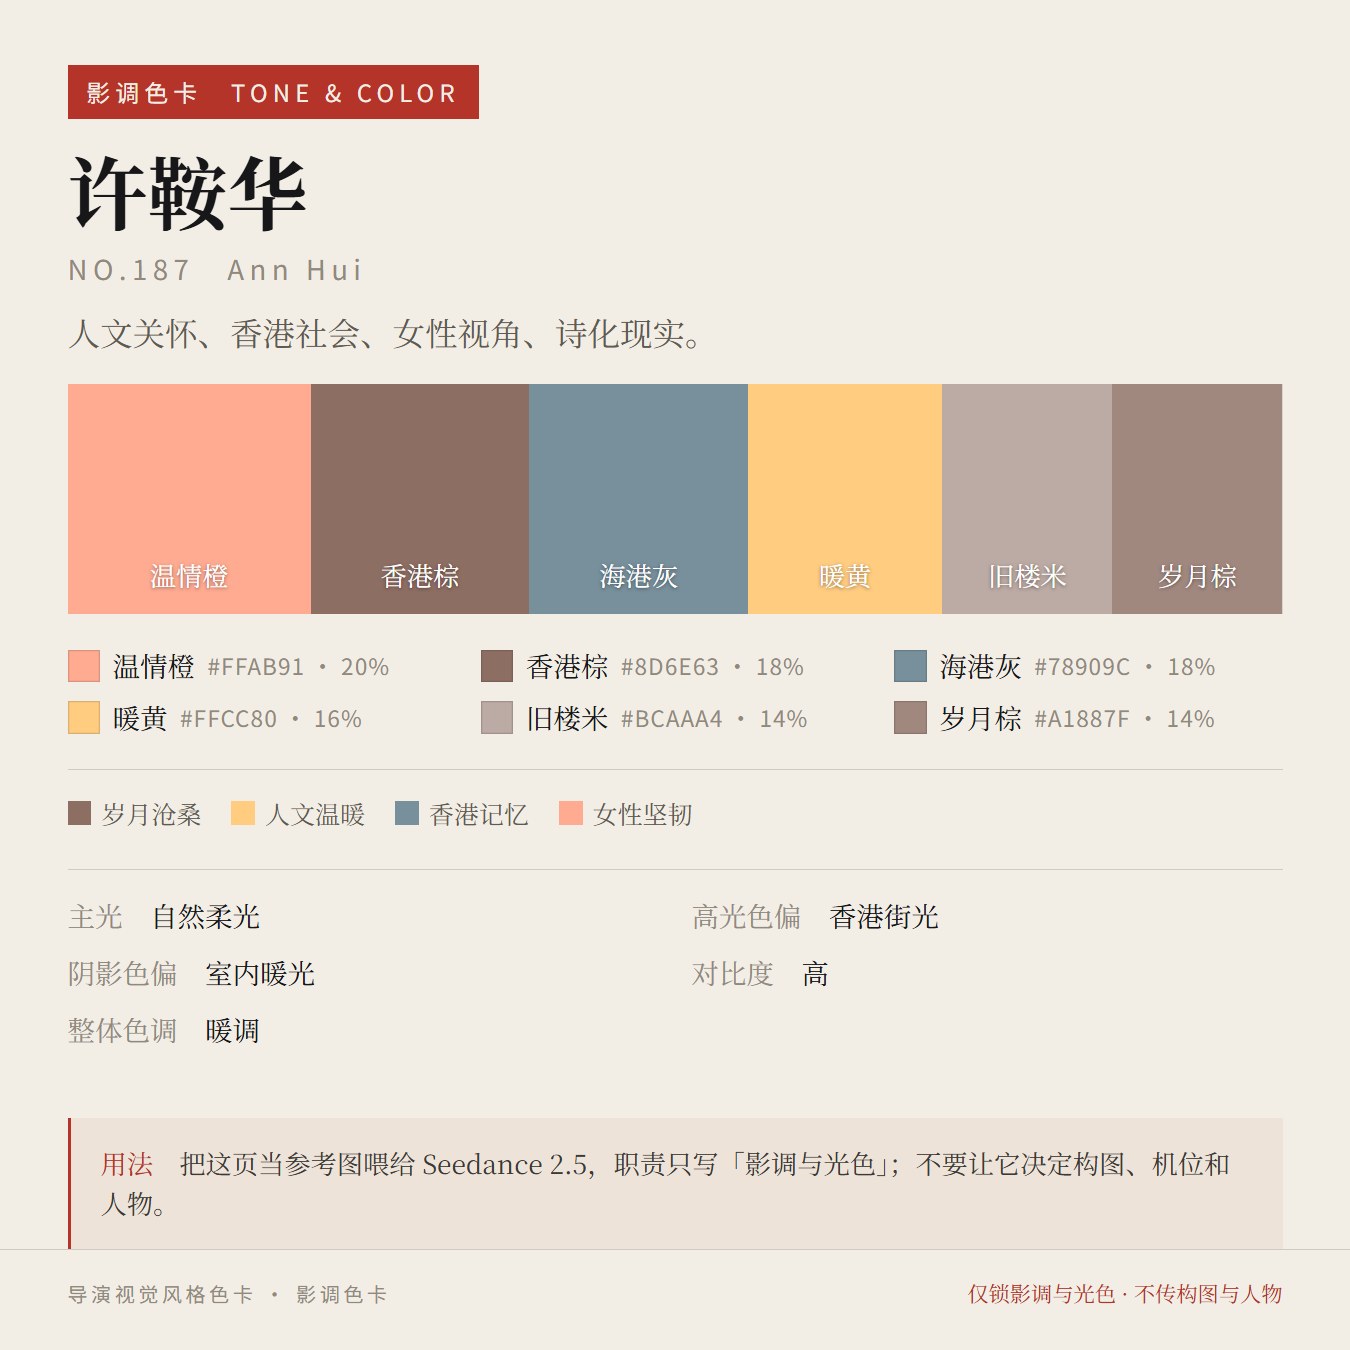 影调色卡 TONE & COLOR
许鞍华
NO.187 Ann Hui
人文关怀、香港社会、女性视角、诗化现实。
温情橙 香港棕 海港灰 暖黄 旧楼米 岁月棕
温情橙 #FFAB91 · 20% 香港棕 #8D6E63 · 18% 海港灰 #78909C · 18%
暖黄 #FFCC80 · 16% 旧楼米 #BCAAA4 · 14% 岁月棕 #A1887F · 14%
岁月沧桑 人文温暖 香港记忆 女性坚韧
主光 自然柔光 高光色偏 香港街光
阴影色偏 室内暖光 对比度 高
整体色调 暖调
用法 把这页当参考图喂给 Seedance 2.5，职责只写「影调与光色」；不要让它决定构图、机位和
人物。
导演视觉风格色卡 · 影调色卡 仅锁影调与光色 · 不传构图与人物